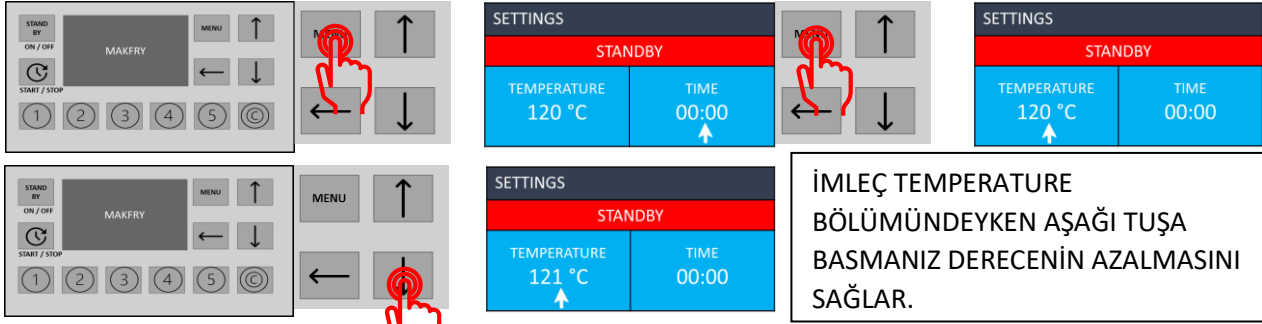 STAND
BY
ON / OFF
START / STOP
MAKFRY
MENU
↑
←
↓
1 2 3 4 5 ©
MENU
↑
←
↓
SETTINGS
STANDBY
TEMPERATURE TIME
120 °C 00:00
MENU
↑
←
↓
SETTINGS
STANDBY
TEMPERATURE TIME
120 °C 00:00
STAND
BY
ON / OFF
START / STOP
MAKFRY
MENU
↑
←
↓
1 2 3 4 5 ©
MENU
↑
←
↓
SETTINGS
STANDBY
TEMPERATURE TIME
121 °C 00:00
İMLEÇ TEMPERATURE
BÖLÜMÜNDEYKEN AŞAĞI TUŞA
BASMANIZ DERECENİN AZALMASINI
SAĞLAR.